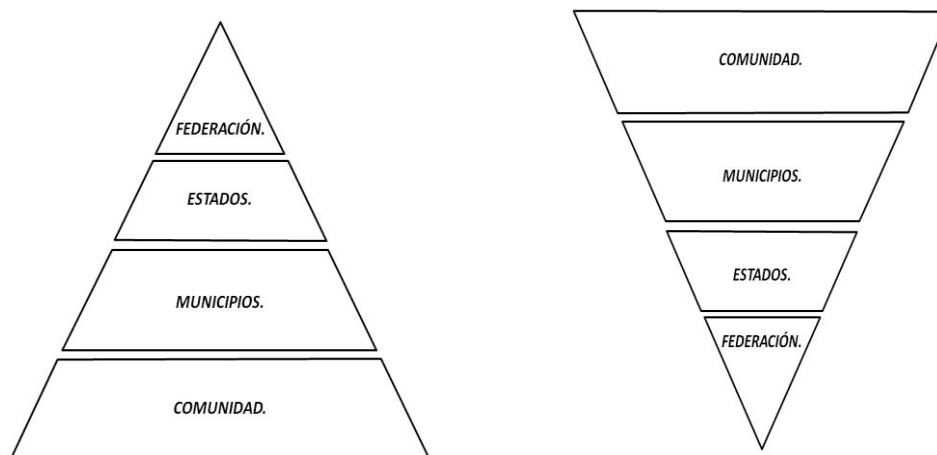 FEDERACIÓN.
ESTADOS.
MUNICIPIOS.
COMUNIDAD.
COMUNIDAD.
MUNICIPIOS.
ESTADOS.
FEDERACIÓN.